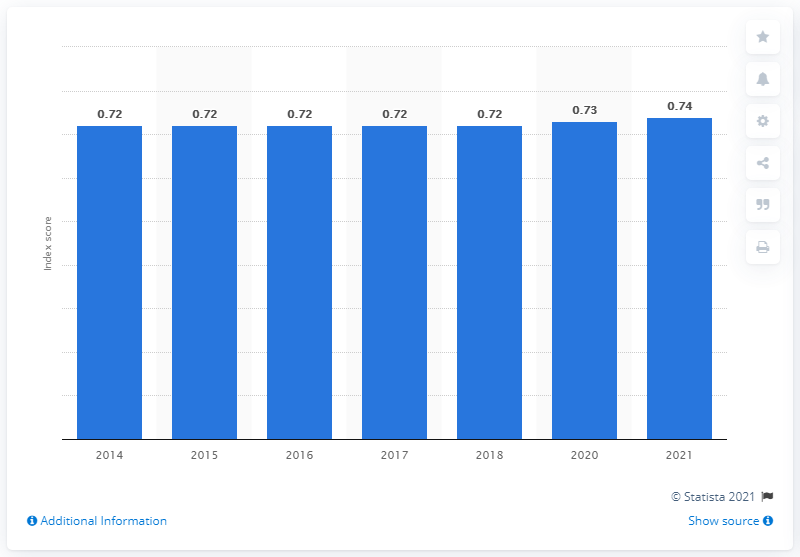 0.72 0.72 0.72 0.72 0.72 0.73 0.74
Index score
2014 2015 2016 2017 2018 2020 2021
© Statista 2021
Additional Information Show source